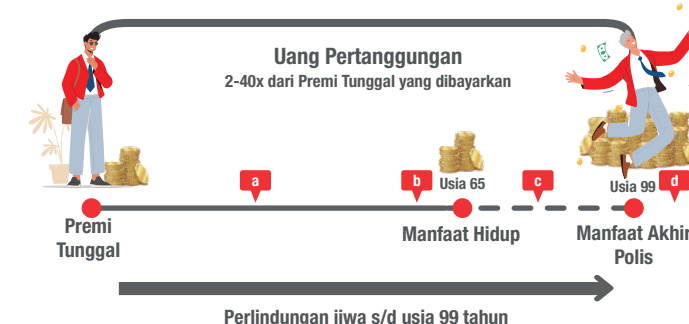 Uang Pertanggungan
2-40x dari Premi Tunggal yang dibayarkan
a
b
Usia 65
c
Usia 99
d
Premi
Tunggal
Manfaat Hidup
Manfaat Akhir
Polis
Perlindungan jiwa s/d usia 99 tahun